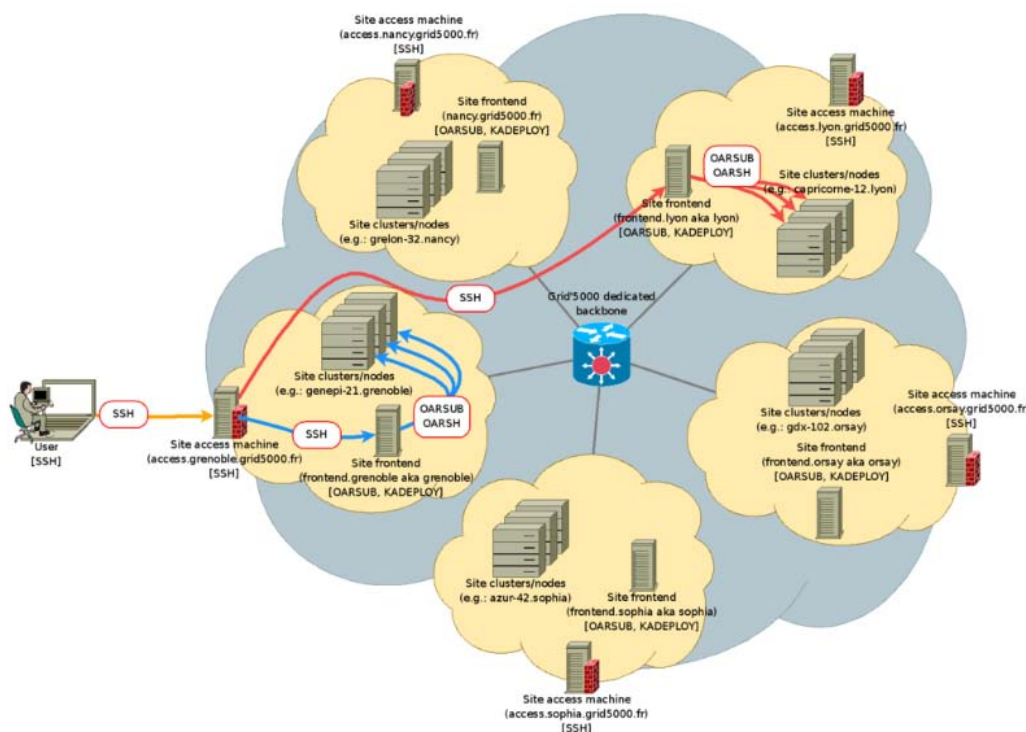 Site access machine
(access.nancy.grid5000.fr)
[SSH]
Site frontend
(nancy.grid5000.fr)
[OARSUB, KADEPLOY]
Site clusters/nodes
(e.g.: grelon-32.nancy)
Site access machine
(access.lyon.grid5000.fr)
[SSH]
OARSUB
OARSH
Site clusters/nodes
(e.g.: capricorne-12.lyon)
Site frontend
(frontend.lyon aka lyon)
[OARSUB, KADEPLOY]
SSH
Grid'5000 dedicated
backbone
Site clusters/nodes
(e.g.: genepi-21.grenoble)
OARSUB
OARSH
SSH
User
[SSH]
Site access machine
(access.grenoble.grid5000.fr)
[SSH]
SSH
Site frontend
(frontend.grenoble aka grenoble)
[OARSUB, KADEPLOY]
Site clusters/nodes
(e.g.: gdx-102.orsay)
Site access machine
(access.orsay.grid5000.fr)
[SSH]
Site frontend
(frontend.orsay aka orsay)
[OARSUB, KADEPLOY]
Site clusters/nodes
(e.g.: azur-42.sophia)
Site frontend
(frontend.sophia aka sophia)
[OARSUB, KADEPLOY]
Site access machine
(access.sophia.grid5000.fr)
[SSH]